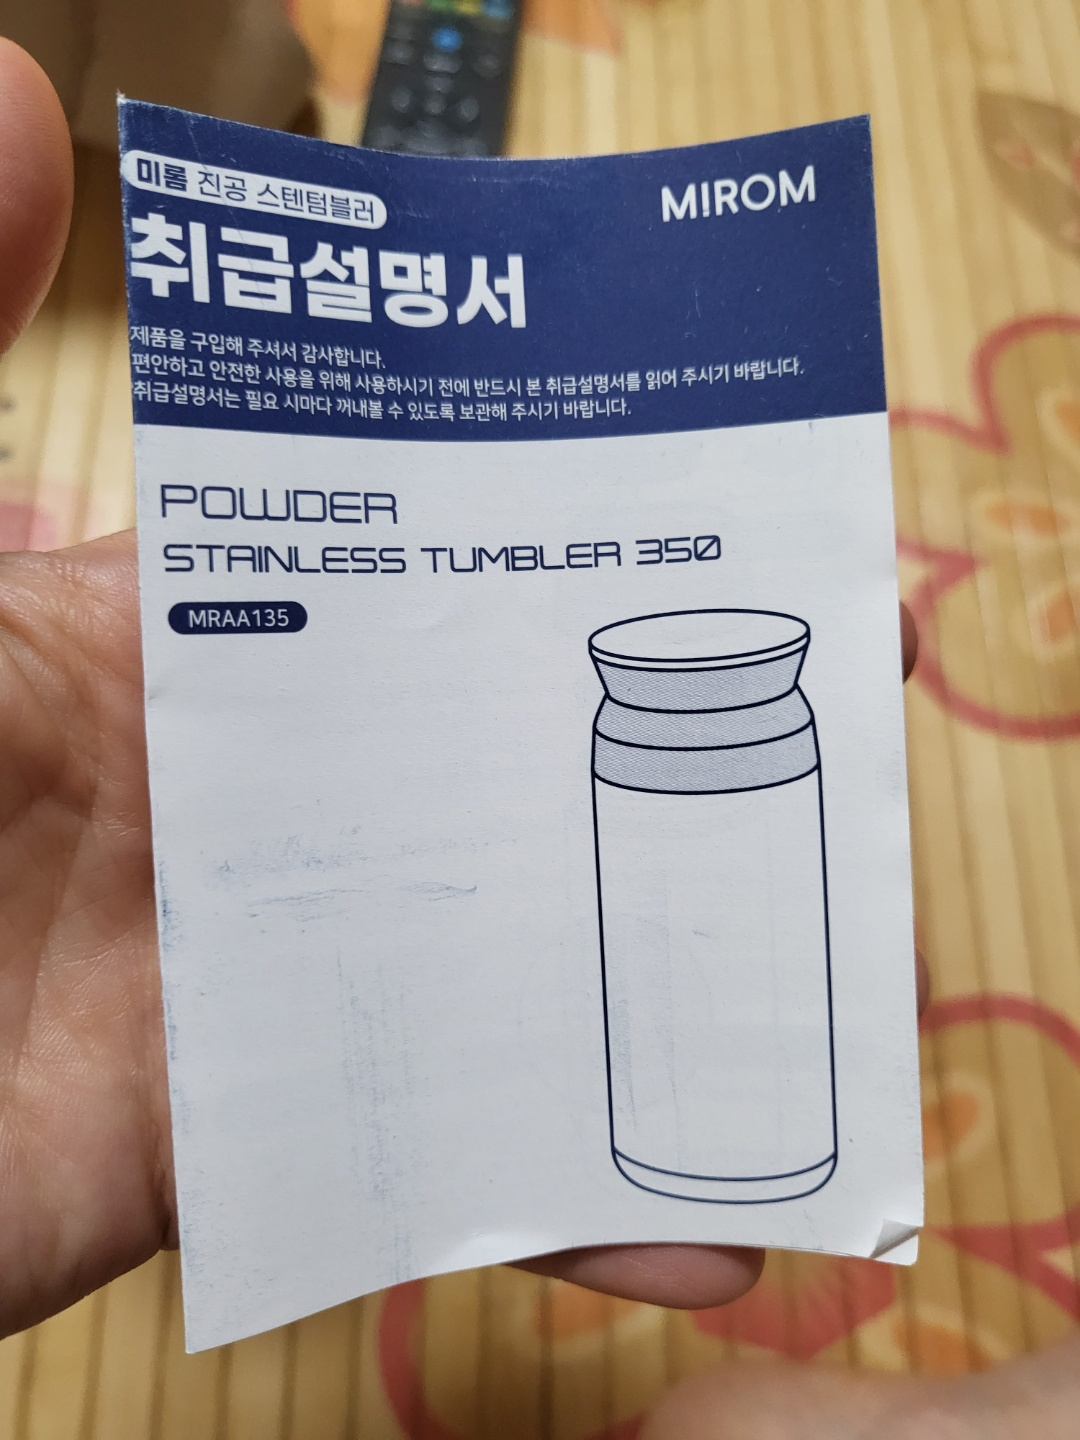 미롬 진공 스텐텀블러
MIROM
취급설명서
제품을 구입해 주셔서 감사합니다.
편안하고 안전한 사용을 위해 사용하시기 전에 반드시 본 취급설명서를 읽어 주시기 바랍니다.
취급설명서는 필요 시마다 꺼내볼 수 있도록 보관해 주시기 바랍니다.
POWDER
STAINLESS TUMBLER 350
MRAA135